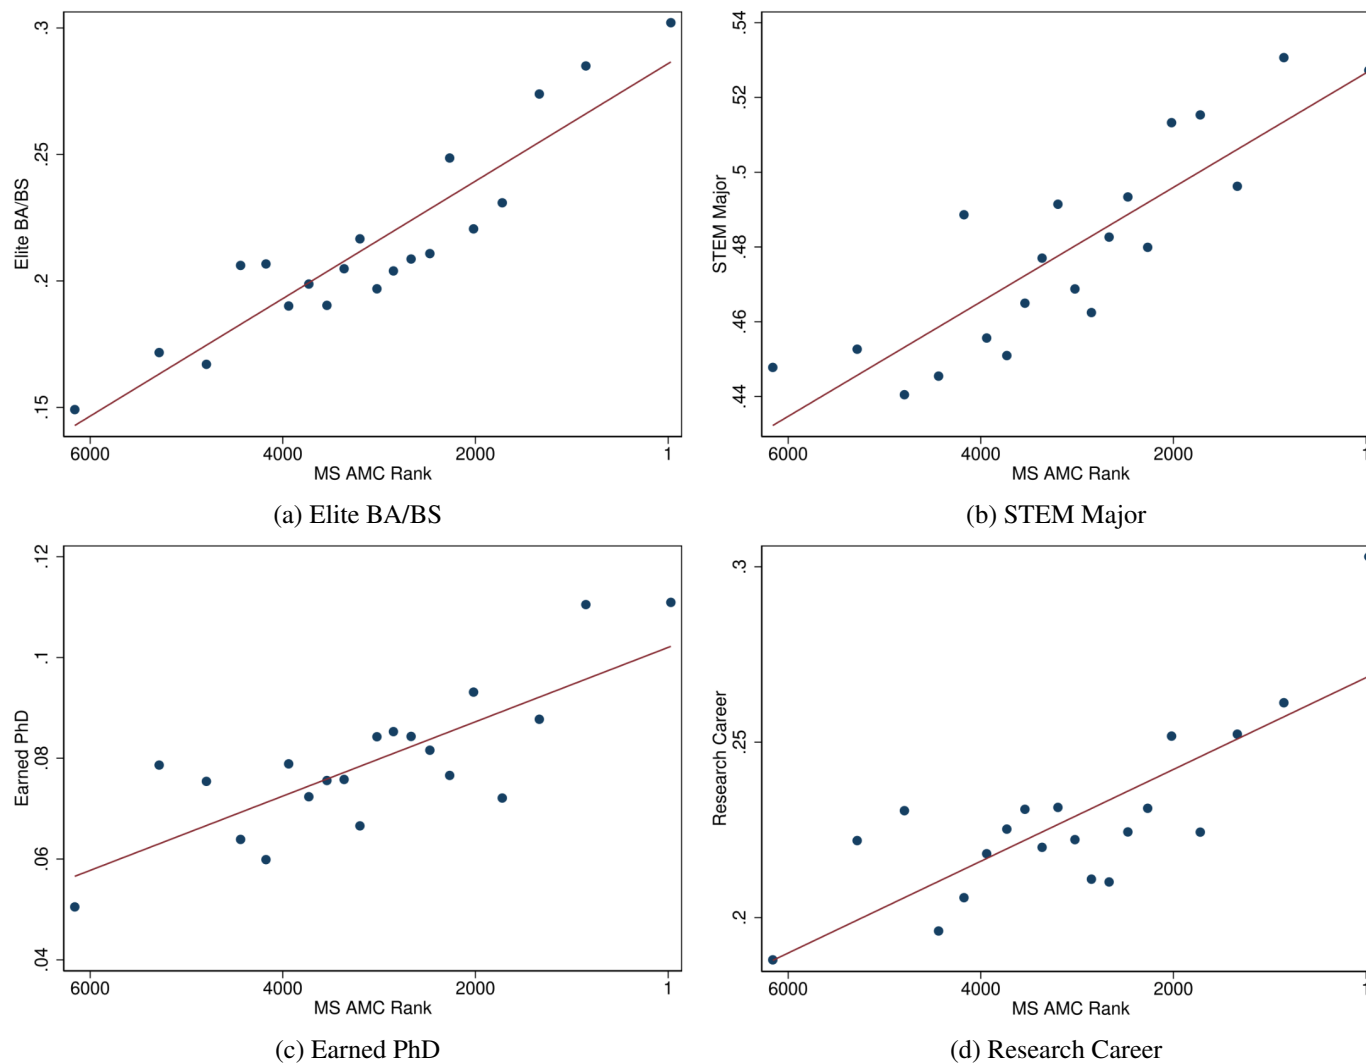 .3
.25
.2
.15
Elite BA/BS
6000 4000 2000 1
MS AMC Rank
(a) Elite BA/BS
.54
.52
.5
.48
.46
.44
STEM Major
6000 4000 2000 1
MS AMC Rank
(b) STEM Major
.12
.1
.08
.06
.04
Earned PhD
6000 4000 2000 1
MS AMC Rank
(c) Earned PhD
.3
.25
.2
Research Career
6000 4000 2000 1
MS AMC Rank
(d) Research Career